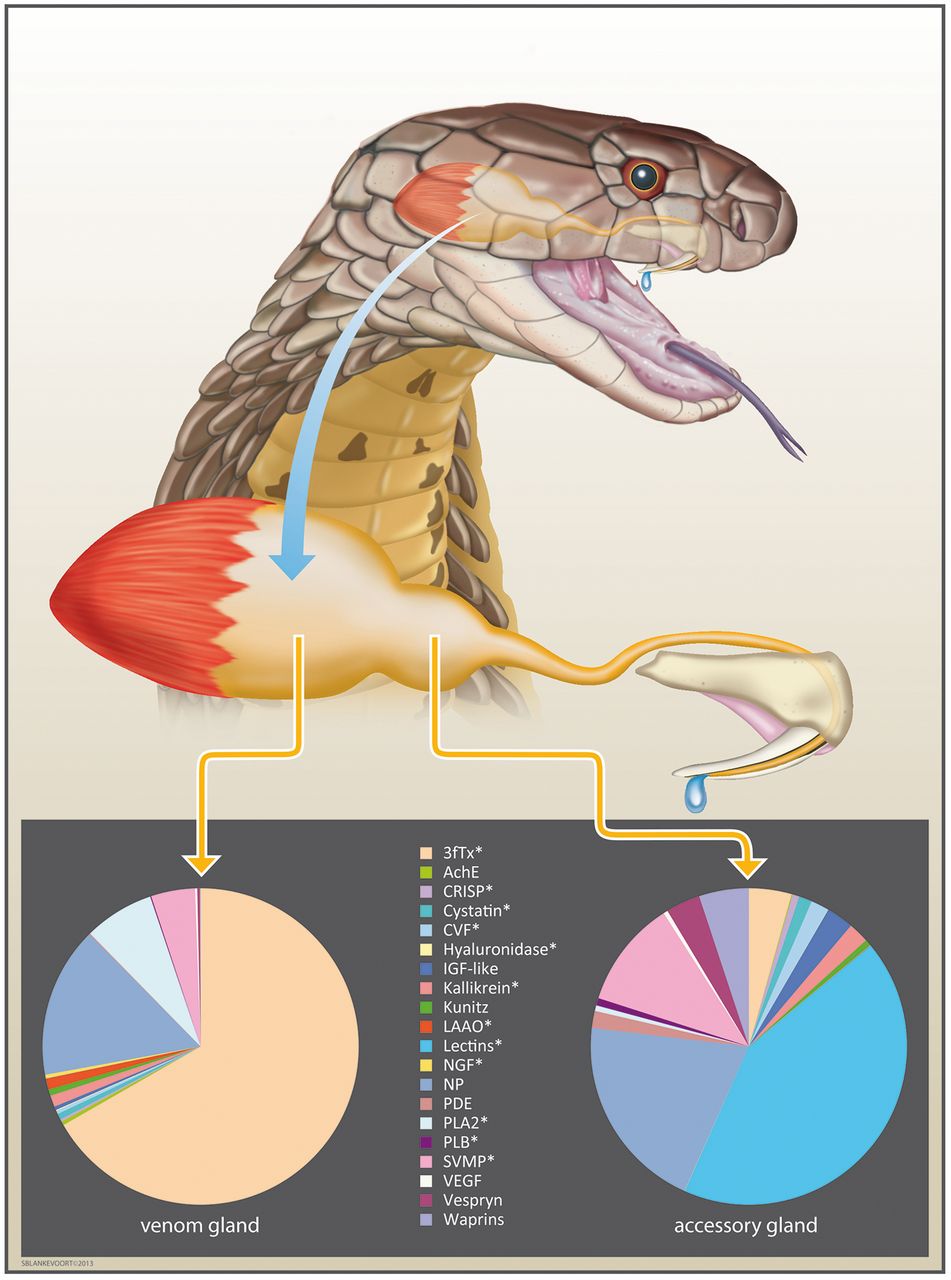 3fTx*
AchE
CRISP*
Cystatin*
CVF*
Hyaluronidase*
IGF-like
Kallikrein*
Kunitz
LAAO*
Lectins*
NGF*
NP
PDE
PLA2*
PLB*
SVMP*
VEGF
Vespryn
Waprins
venom gland
accessory gland
SBLANKEVOORT©2013